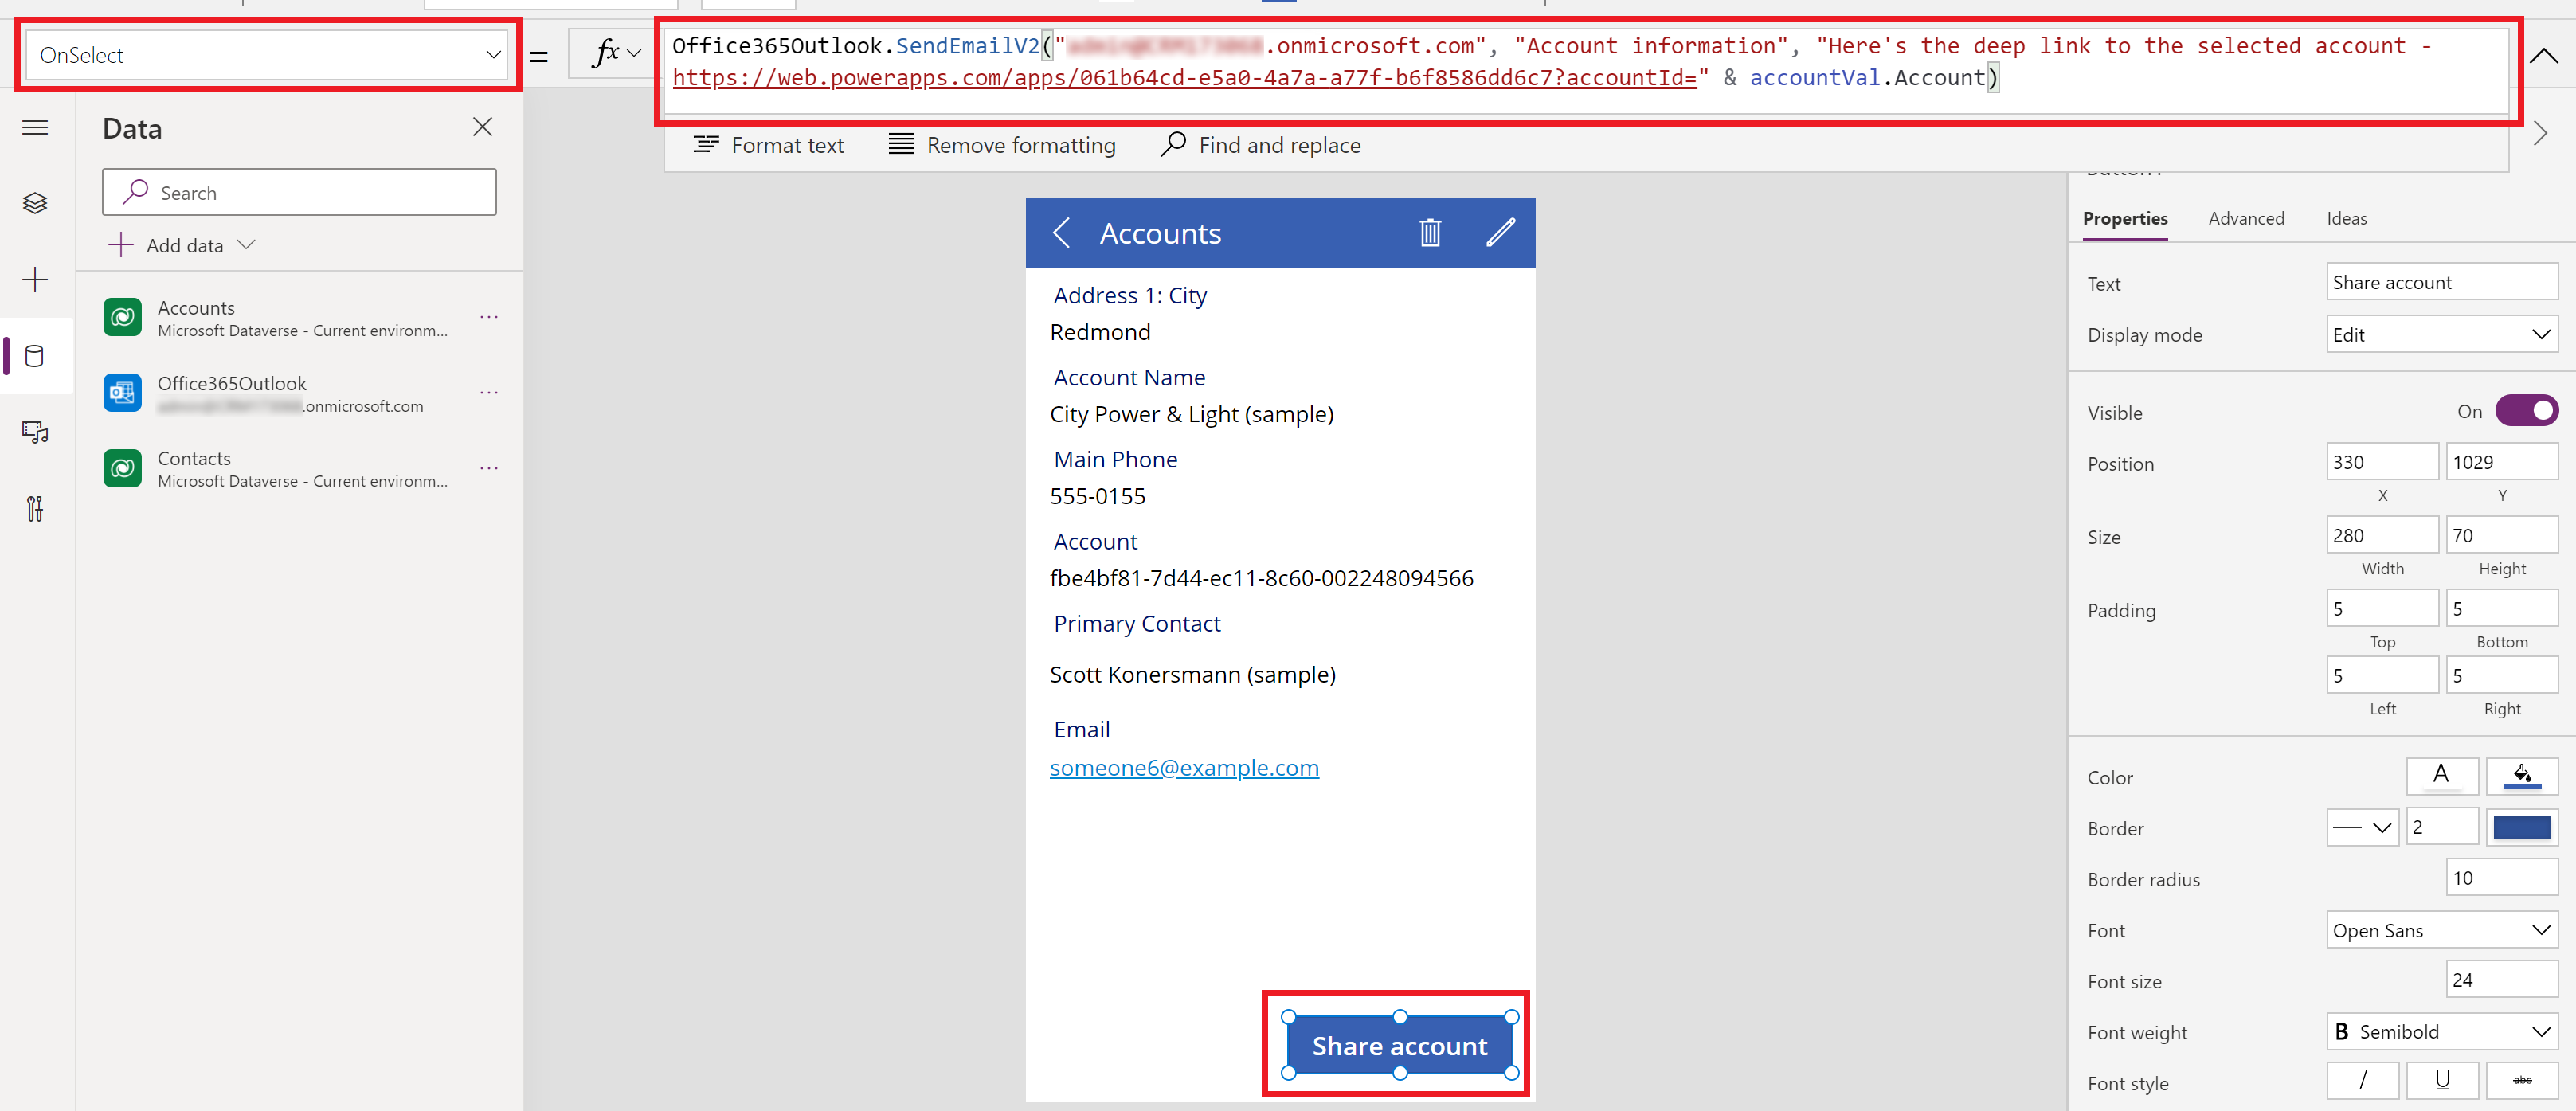 OnSelect
=
fx
Office365Outlook.SendEmailV2(" .onmicrosoft.com", "Account information", "Here's the deep link to the selected account -
https://web.powerapps.com/apps/061b64cd-e5a0-4a7a-a77f-b6f8586dd6c7?accountId=" & accountVal.Account)
Format text
Remove formatting
Find and replace
Data
Search
Add data
Accounts
Microsoft Dataverse - Current environm...
Office365Outlook
.onmicrosoft.com
Contacts
Microsoft Dataverse - Current environm...
Accounts
Address 1: City
Redmond
Account Name
City Power & Light (sample)
Main Phone
555-0155
Account
fbe4bf81-7d44-ec11-8c60-002248094566
Primary Contact
Scott Konersmann (sample)
Email
someone6@example.com
Share account
Properties Advanced Ideas
Text Share account
Display mode Edit
Visible On
Position 330 1029
X Y
Size 280 70
Width Height
Padding 5 5
Top Bottom
5 5
Left Right
Color A
Border 2
Border radius 10
Font Open Sans
Font size 24
Font weight B Semibold
Font style / U abc